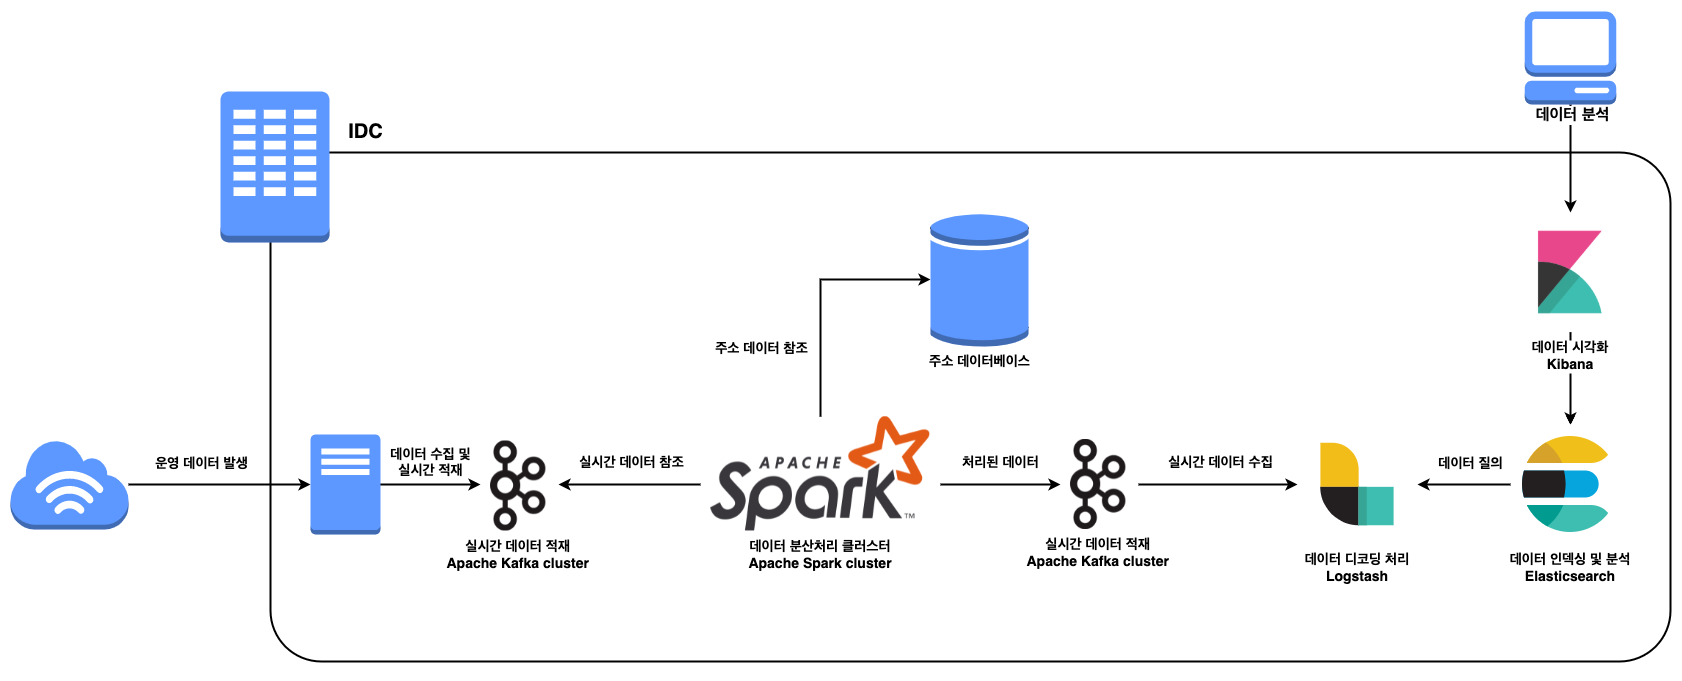 데이터 분석
IDC
주소 데이터 참조
주소 데이터베이스
데이터 시각화
Kibana
운영 데이터 발생
데이터 수집 및
실시간 적재
실시간 데이터 참조
APACHE
Spark™
처리된 데이터
실시간 데이터 수집
데이터 질의
실시간 데이터 적재
Apache Kafka cluster
데이터 분산처리 클러스터
Apache Spark cluster
실시간 데이터 적재
Apache Kafka cluster
데이터 디코딩 처리
Logstash
데이터 인덱싱 및 분석
Elasticsearch